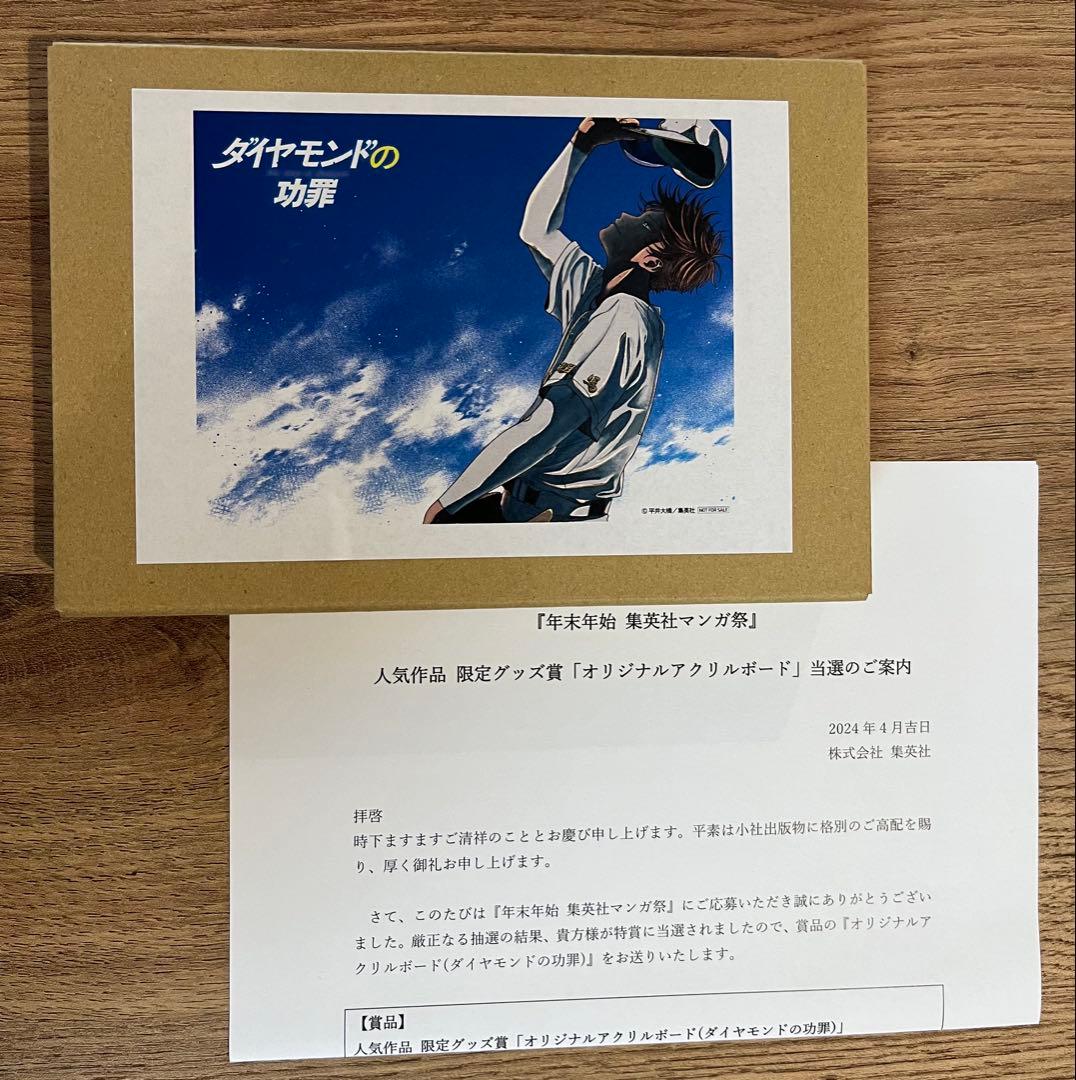 ダイヤモンドの
功罪
© 平井大橋／集英社 NOT FOR SALE
『年末年始 集英社マンガ祭』
人気作品 限定グッズ賞「オリジナルアクリルボード」当選のご案内
2024年4月吉日
株式会社 集英社
拝啓
時下ますますご清祥のこととお慶び申し上げます。平素は小社出版物に格別のご高配を賜
り、厚く御礼お申し上げます。
さて、このたびは『年末年始 集英社マンガ祭』にご応募いただき誠にありがとうござい
ました。厳正なる抽選の結果、貴方様が特賞に当選されましたので、賞品の『オリジナルア
クリルボード(ダイヤモンドの功罪)』をお送りいたします。
【賞品】
人気作品 限定グッズ賞「オリジナルアクリルボード(ダイヤモンドの功罪)」